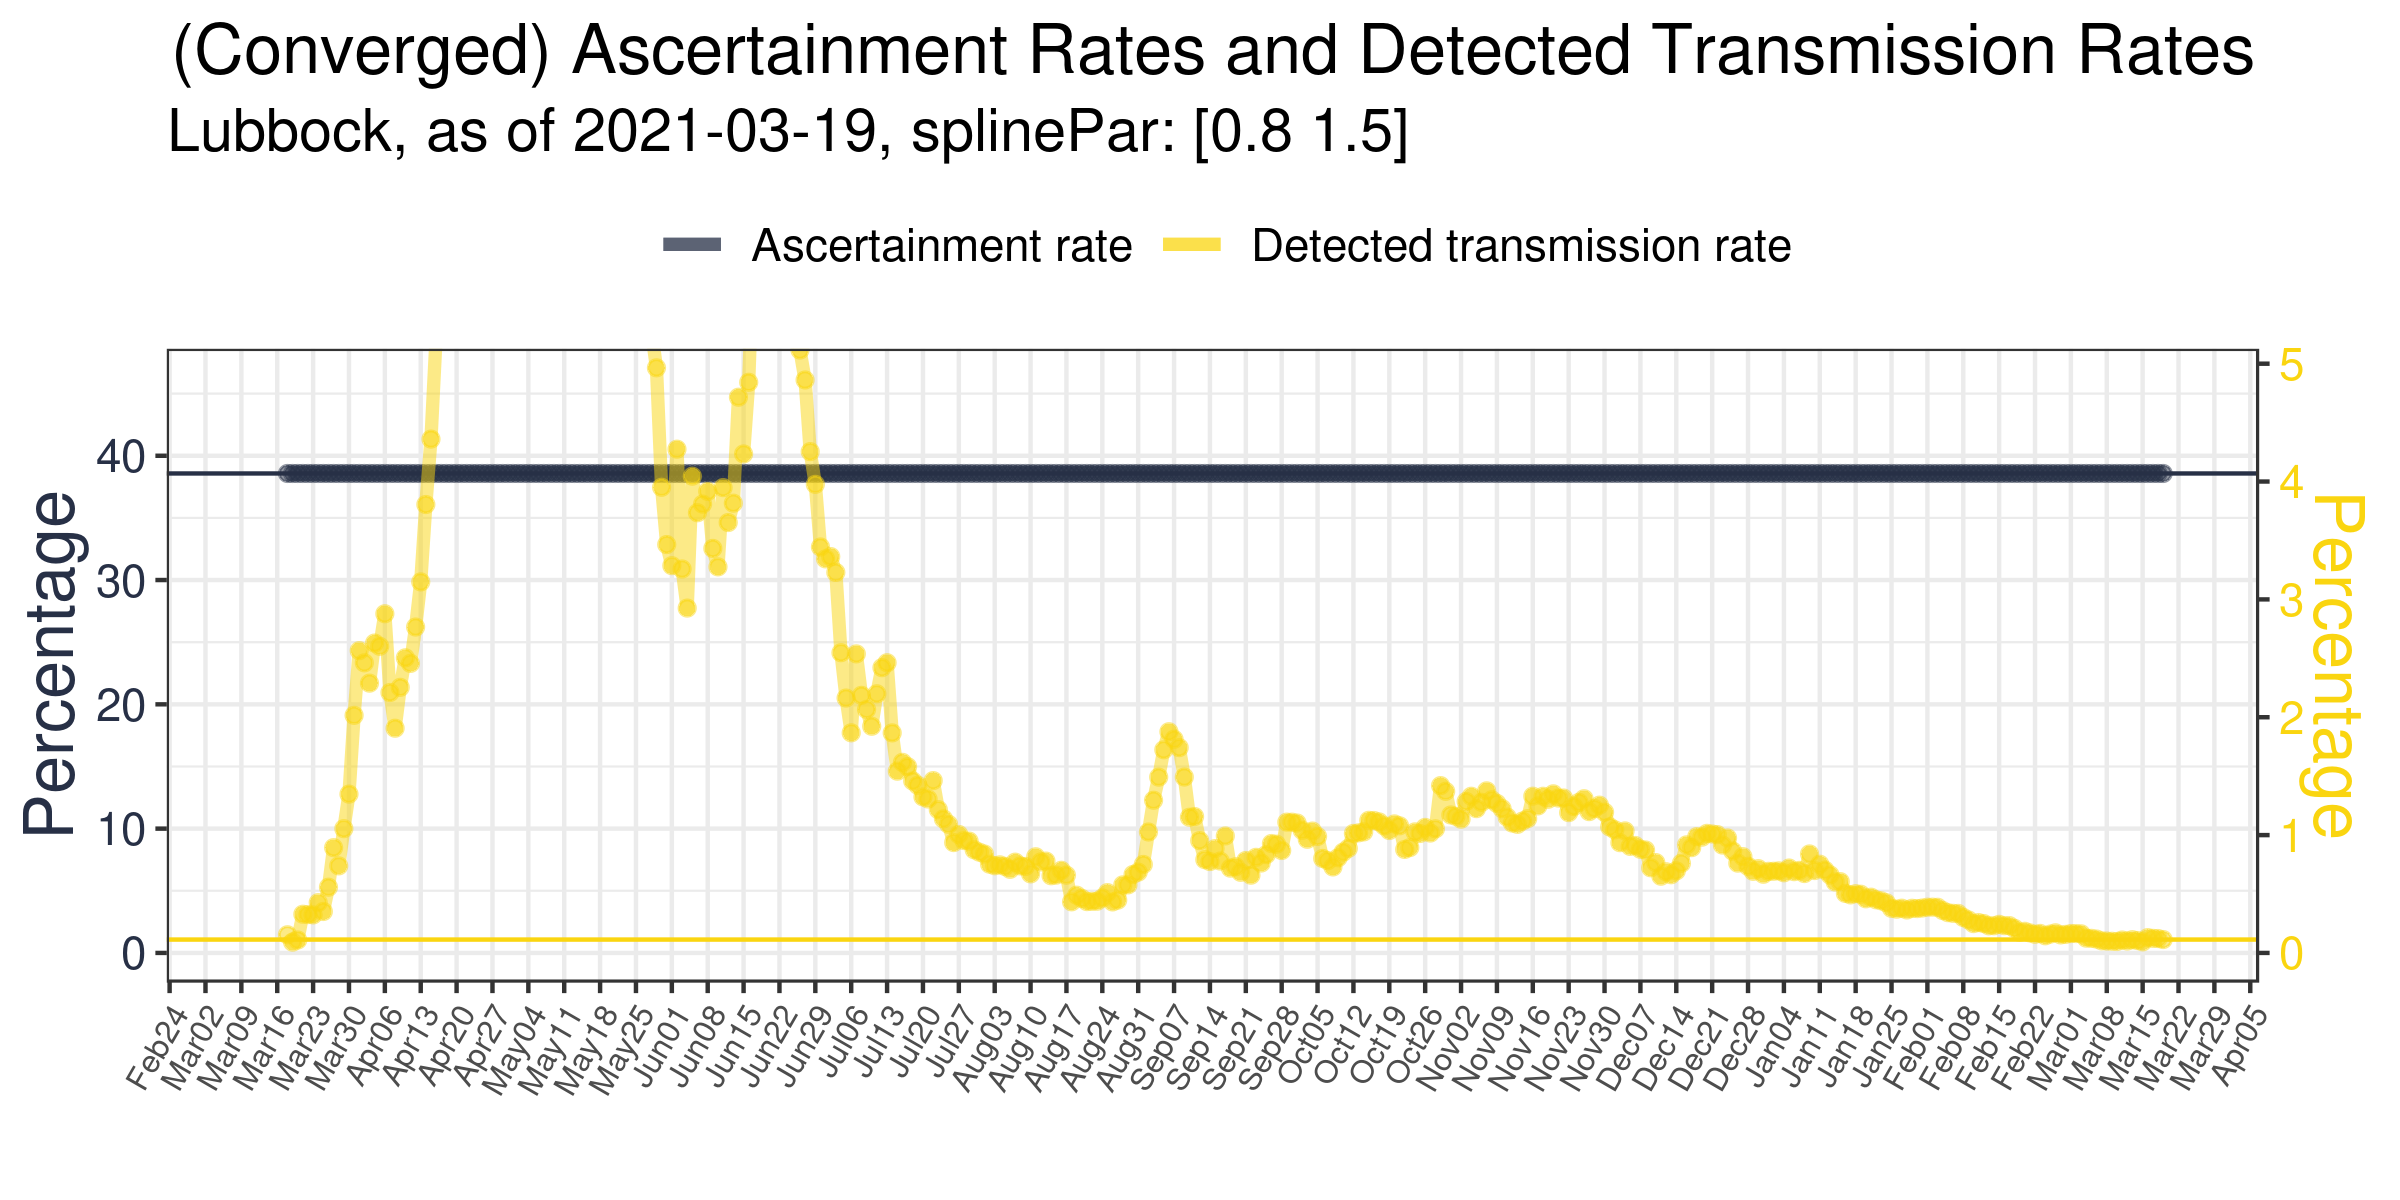 (Converged) Ascertainment Rates and Detected Transmission Rates
Lubbock, as of 2021-03-19, splinePar: [0.8 1.5]
Ascertainment rate Detected transmission rate
Percentage
40
30
20
10
0
5
4
3
2
1
0
Percentage
Feb24 Mar02 Mar09 Mar16 Mar23 Mar30 Apr06 Apr13 Apr20 Apr27 May04 May11 May18 May25 Jun01 Jun08 Jun15 Jun22 Jun29 Jul06 Jul13 Jul20 Jul27 Aug03 Aug10 Aug17 Aug24 Aug31 Sep07 Sep14 Sep21 Sep28 Oct05 Oct12 Oct19 Oct26 Nov02 Nov09 Nov16 Nov23 Nov30 Dec07 Dec14 Dec21 Dec28 Jan04 Jan11 Jan18 Jan25 Feb01 Feb08 Feb15 Feb22 Mar01 Mar08 Mar15 Mar22 Mar29 Apr05